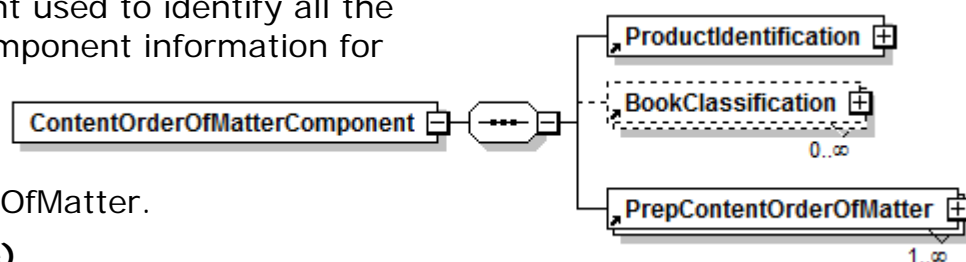 nt used to identify all the
mponent information for
ProductIdentification
BookClassification
0..∞
ContentOrderOfMatterComponent
OfMatter.
PrepContentOrderOfMatter
1..∞